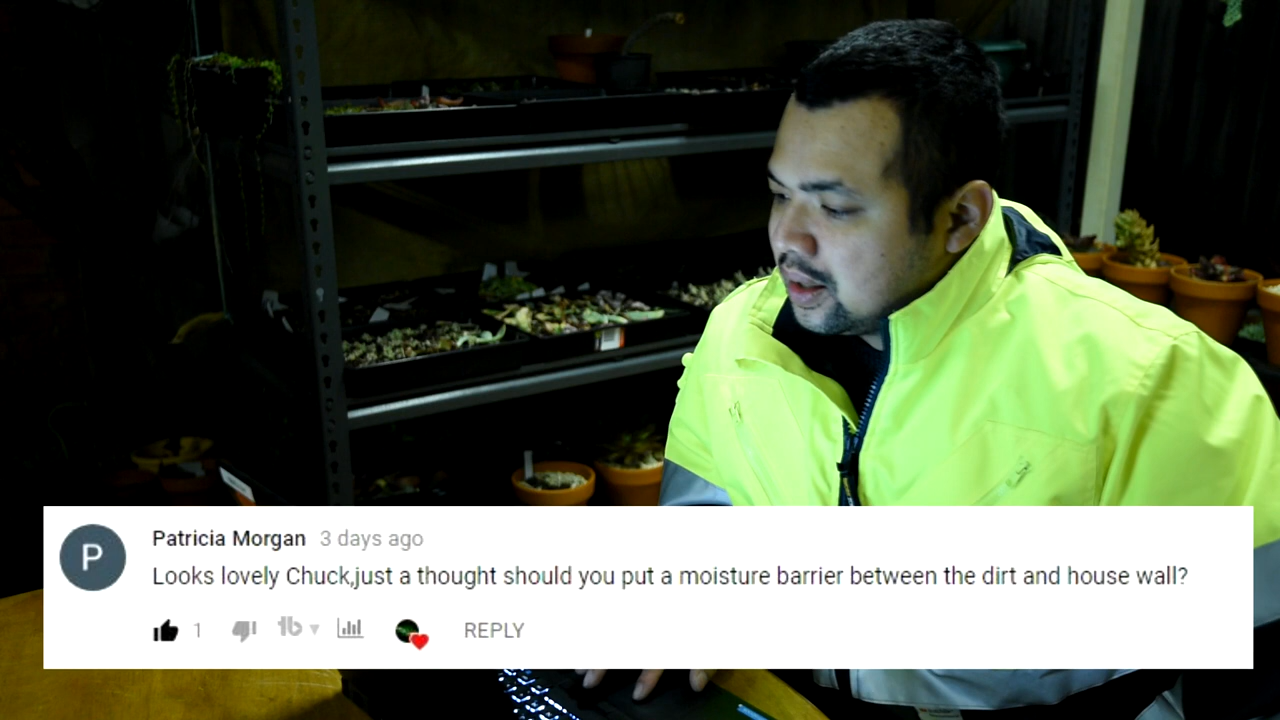 Patricia Morgan 3 days ago
P
Looks lovely Chuck,just a thought should you put a moisture barrier between the dirt and house wall?
1
tb
REPLY